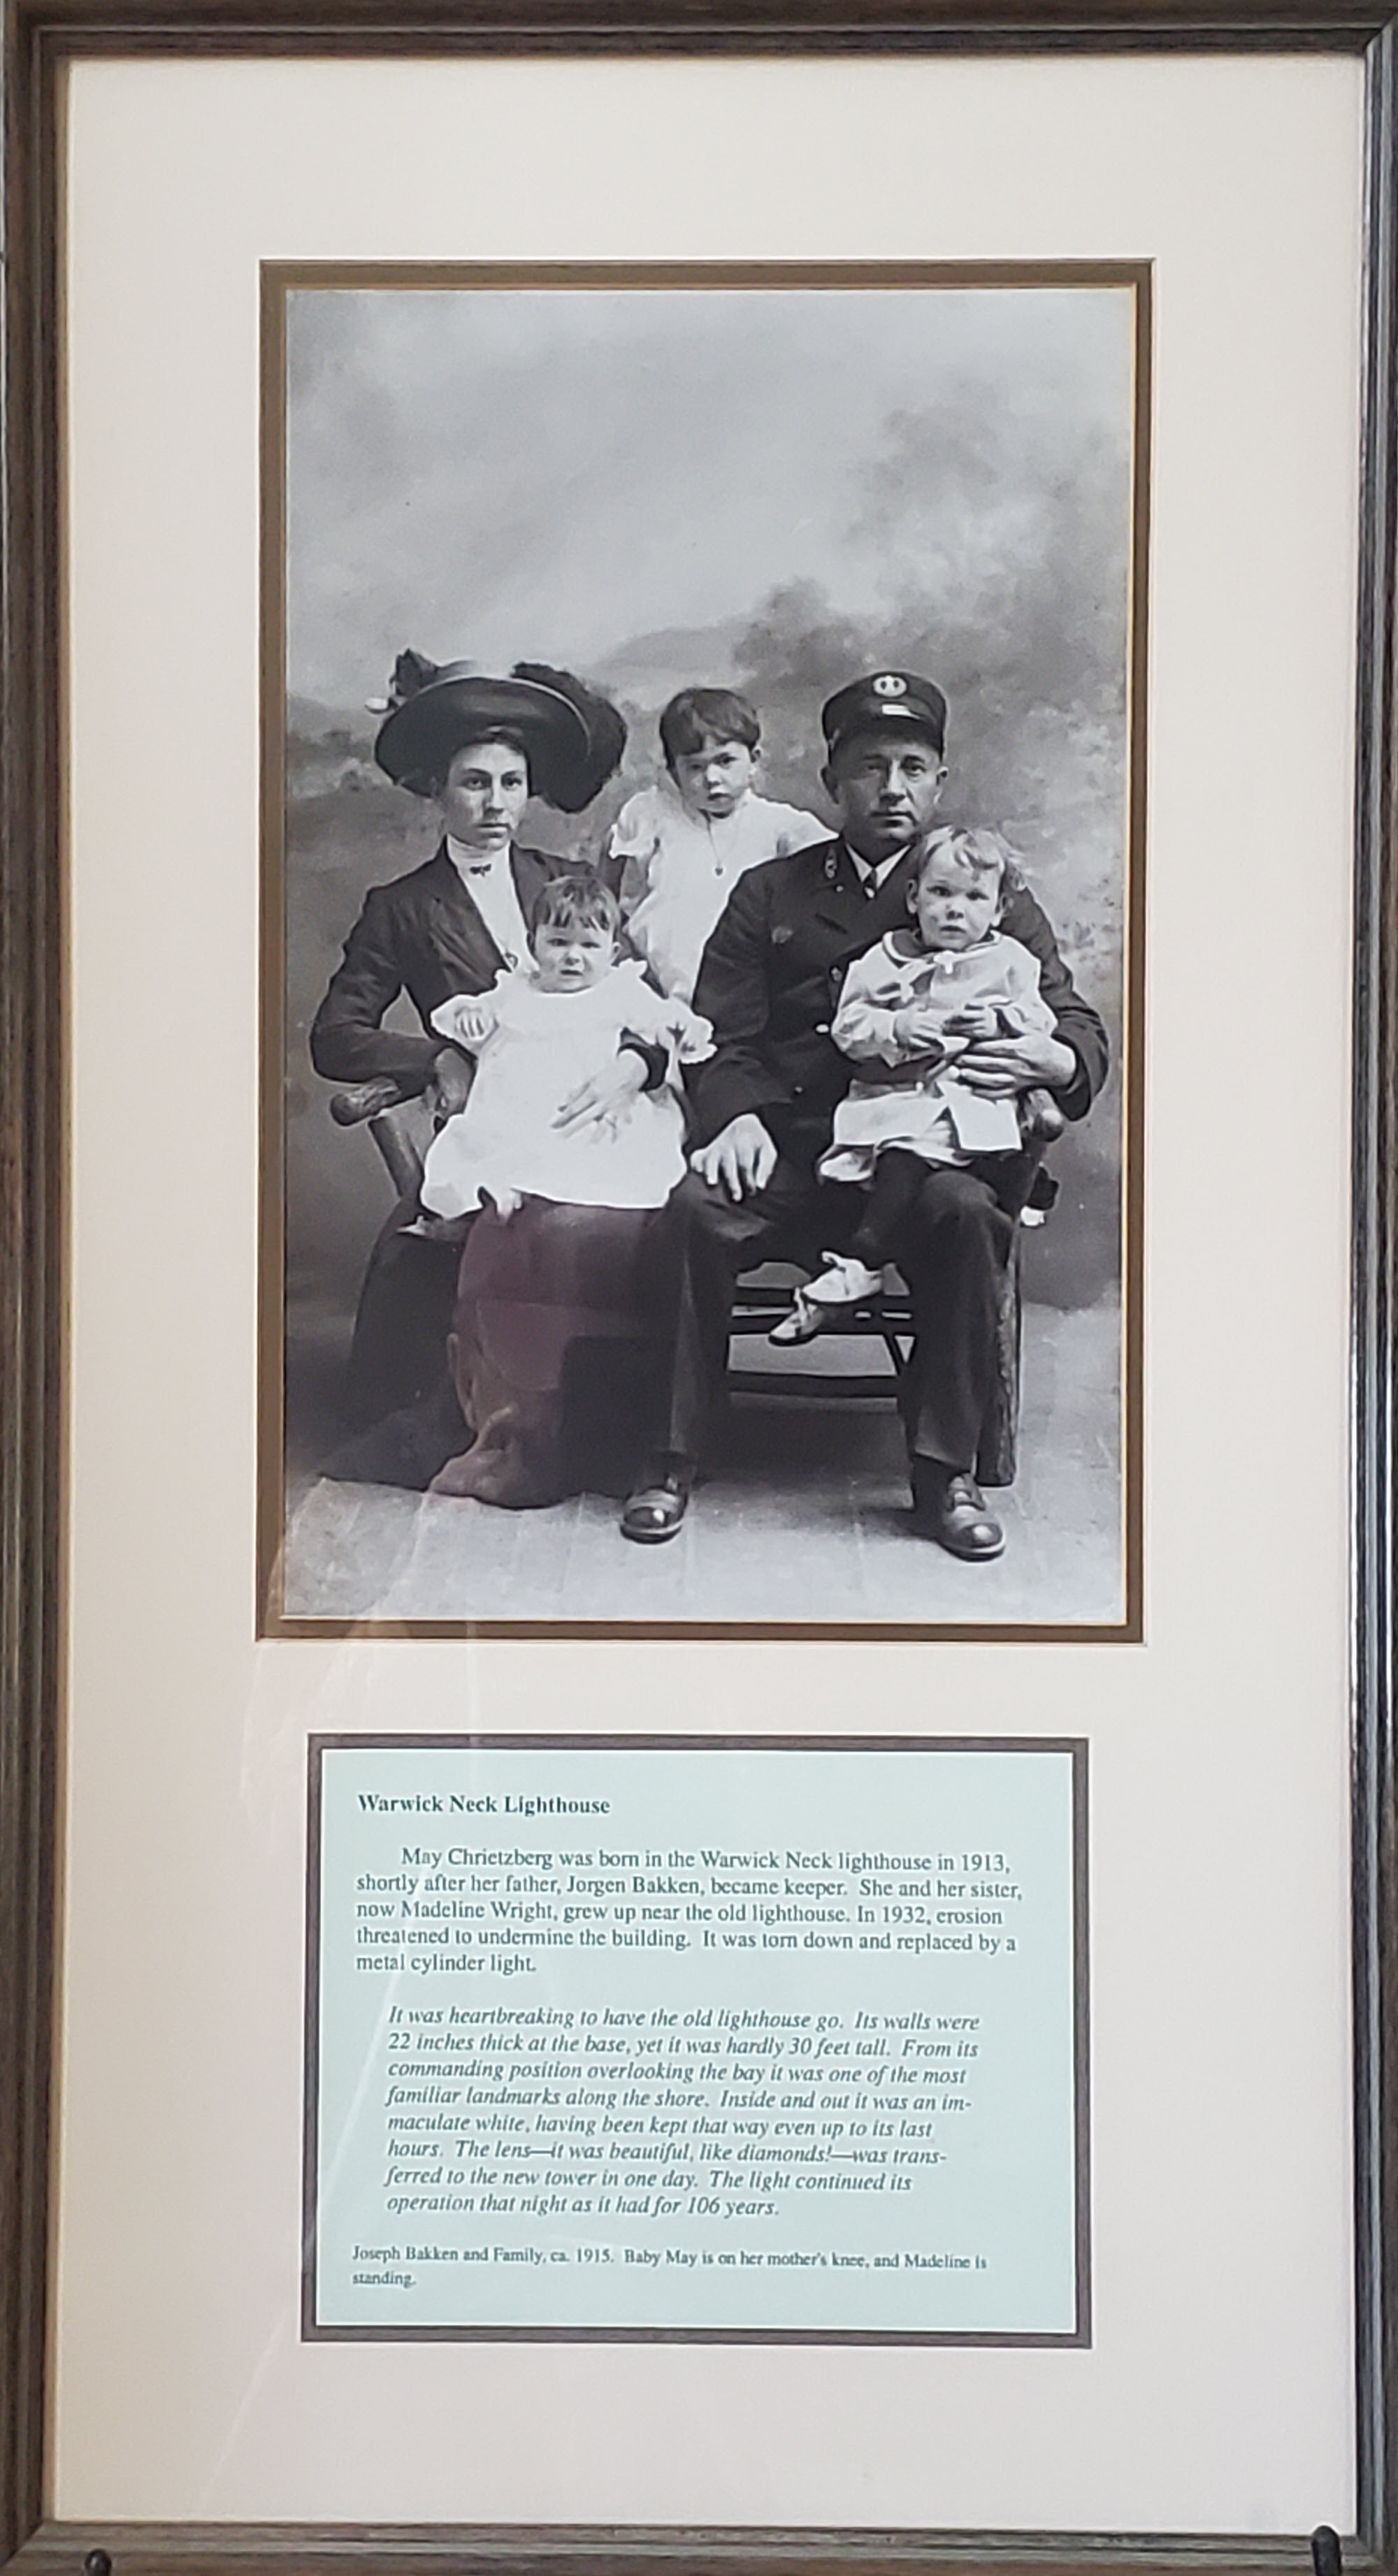 Warwick Neck Lighthouse
May Chrietzberg was born in the Warwick Neck lighthouse in 1913,
shortly after her father, Jorgen Bakken, became keeper. She and her sister,
now Madeline Wright, grew up near the old lighthouse. In 1932, erosion
threatened to undermine the building. It was torn down and replaced by a
metal cylinder light.
It was heartbreaking to have the old lighthouse go. Its walls were
22 inches thick at the base, yet it was hardly 30 feet tall. From its
commanding position overlooking the bay it was one of the most
familiar landmarks along the shore. Inside and out it was an im-
maculate white, having been kept that way even up to its last
hours. The lens—it was beautiful, like diamonds!—was trans-
ferred to the new tower in one day. The light continued its
operation that night as it had for 106 years.
Joseph Bakken and Family, ca. 1915. Baby May is on her mother's knee, and Madeline is
standing.